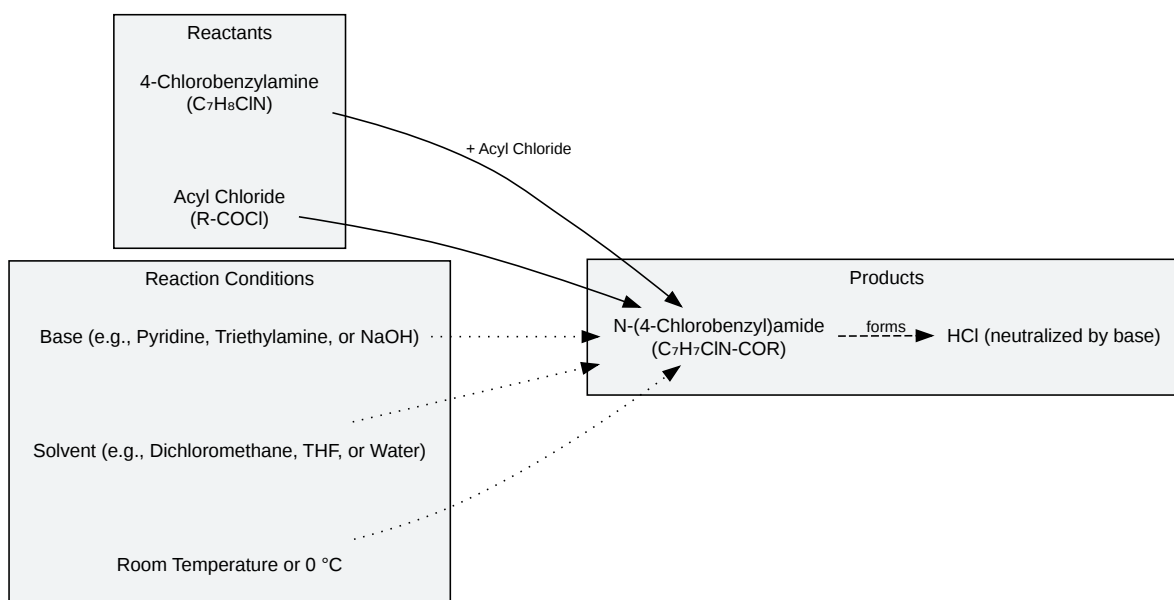 Reactants
4-Chlorobenzylamine
(C₇H₈ClN)
+ Acyl Chloride
Acyl Chloride
(R-COCl)
Reaction Conditions
Base (e.g., Pyridine, Triethylamine, or NaOH)
Solvent (e.g., Dichloromethane, THF, or Water)
Room Temperature or 0 °C
Products
N-(4-Chlorobenzyl)amide
(C₇H₇ClN-COR)
forms
HCl (neutralized by base)